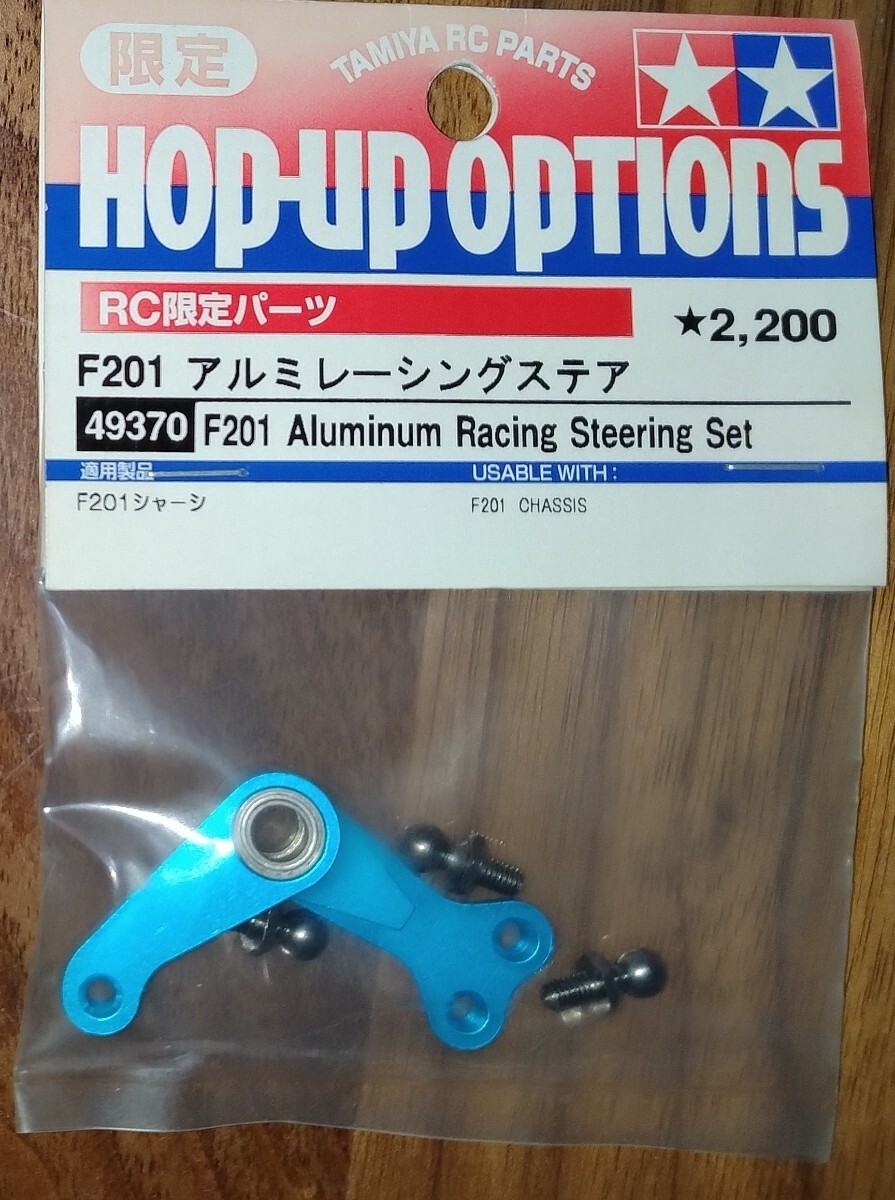 限定
TAMIYA RC PARTS
HOP-UP OPTIONS
RC限定パーツ
★2,200
F201 アルミレーシングステア
49370 F201 Aluminum Racing Steering Set
適用製品 USABLE WITH :
F201シャーシ F201 CHASSIS